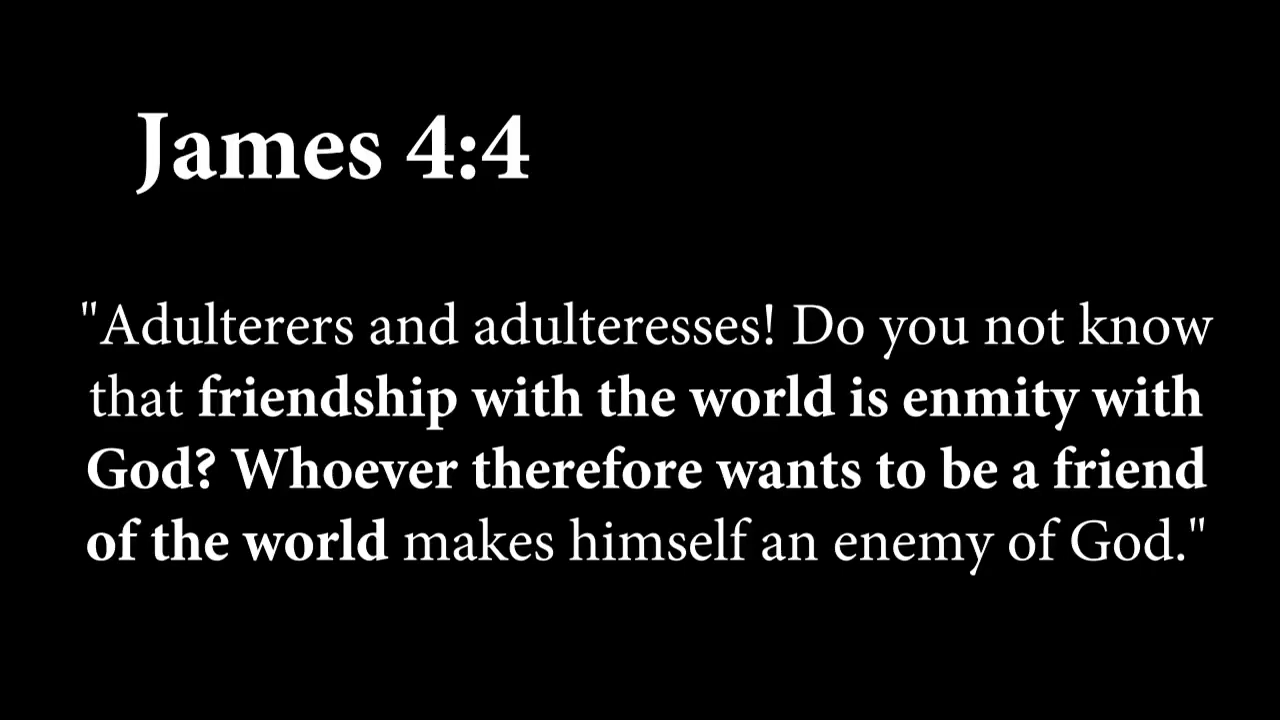 James 4:4
"Adulterers and adulteresses! Do you not know
that friendship with the world is enmity with
God? Whoever therefore wants to be a friend
of the world makes himself an enemy of God."